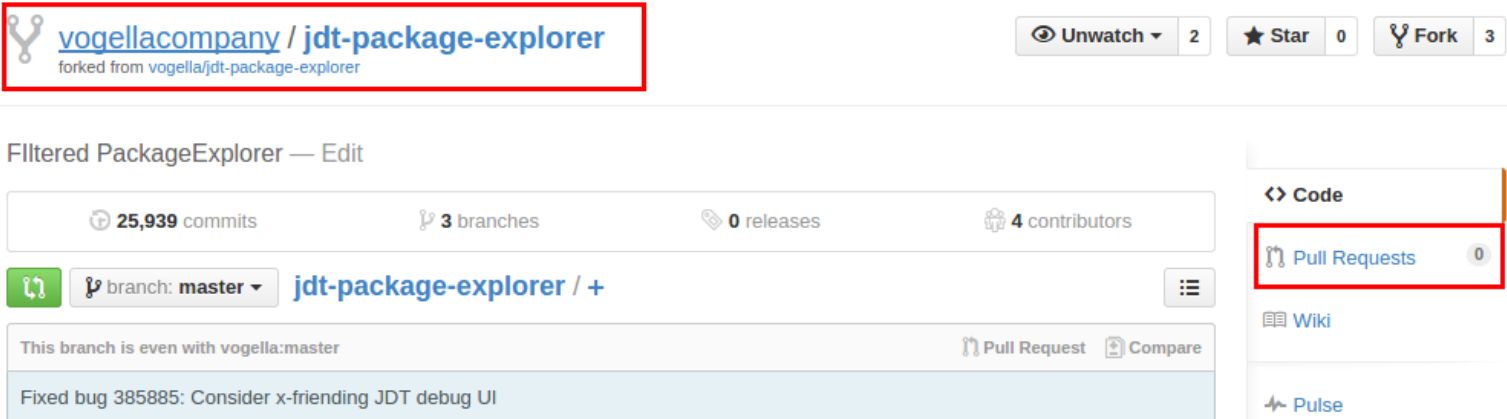 vogellacompany / jdt-package-explorer
forked from vogella/jdt-package-explorer
Unwatch 2 Star 0 Fork 3
FIltered PackageExplorer — Edit
25,939 commits 3 branches 0 releases 4 contributors
branch: master jdt-package-explorer / +
This branch is even with vogella:master Pull Request Compare
Fixed bug 385885: Consider x-friending JDT debug UI
Code
Pull Requests 0
Wiki
Pulse